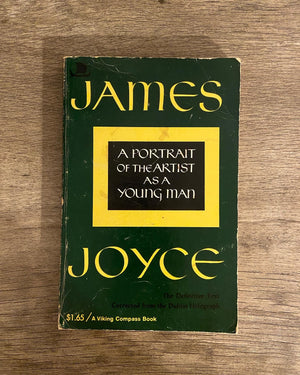 JAMES
A PORTRAIT
OF THE ARTIST
AS A
YOUNG MAN
JOYCE
The Definitive Text
Corrected from the Dublin Holograph
$1.65 / A Viking Compass Book